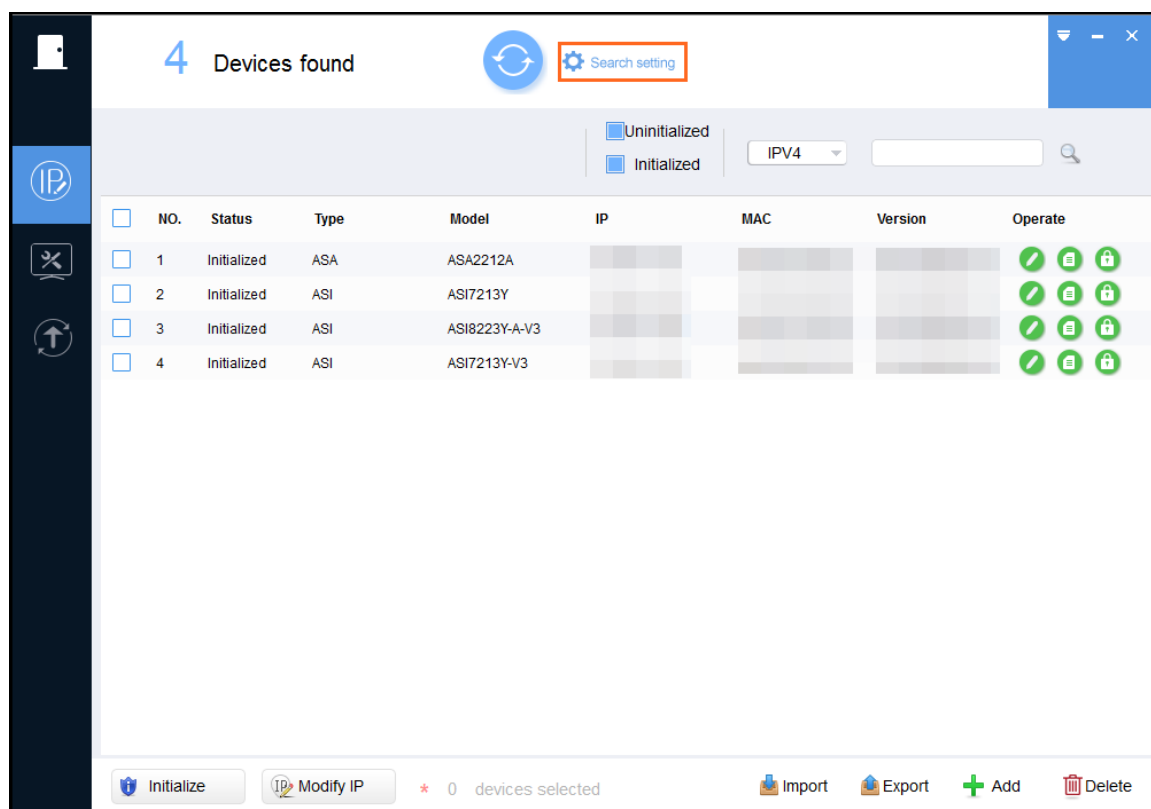 4 Devices found Search setting
Uninitialized
Initialized
IPV4
NO. Status Type Model IP MAC Version Operate
1 Initialized ASA ASA2212A
2 Initialized ASI ASI7213Y
3 Initialized ASI ASI8223Y-A-V3
4 Initialized ASI ASI7213Y-V3
Initialize IP Modify IP * 0 devices selected Import Export Add Delete
IP